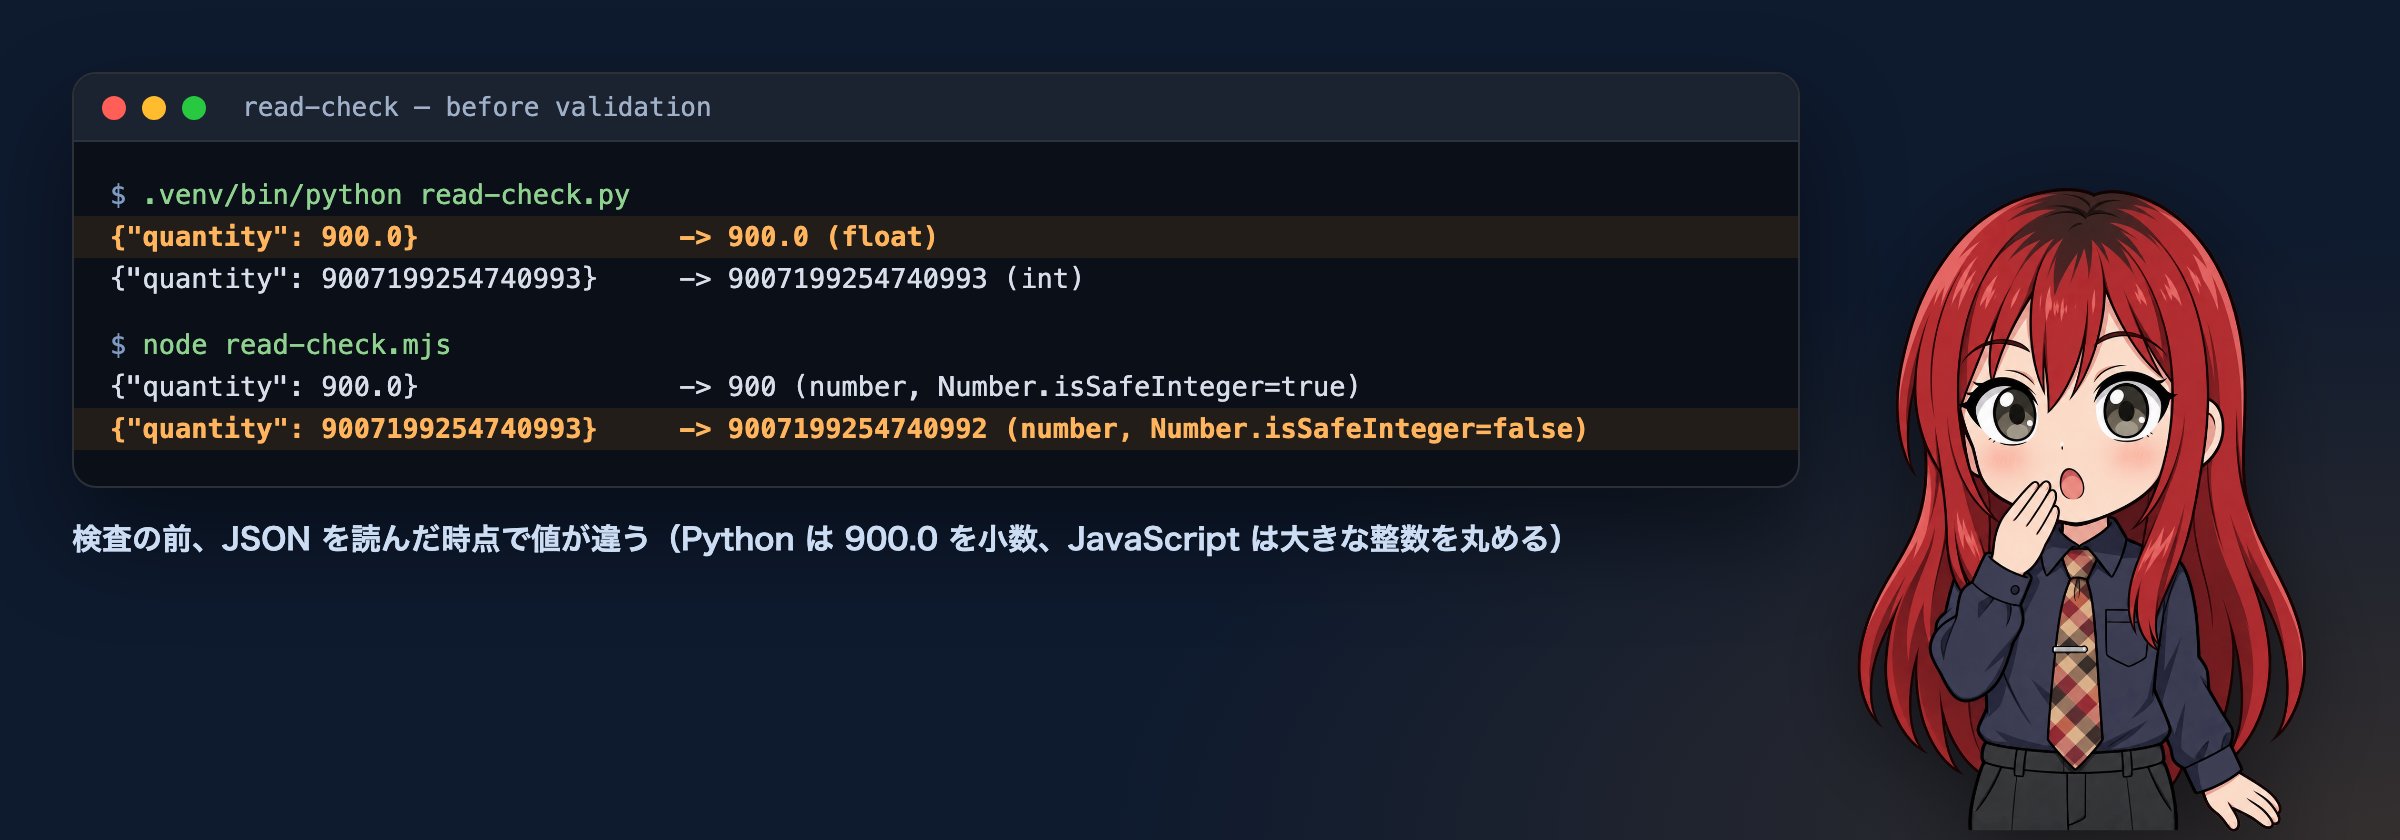 read-check — before validation
$ .venv/bin/python read-check.py
{"quantity": 900.0} -> 900.0 (float)
{"quantity": 9007199254740993} -> 9007199254740993 (int)
$ node read-check.mjs
{"quantity": 900.0} -> 900 (number, Number.isSafeInteger=true)
{"quantity": 9007199254740993} -> 9007199254740992 (number, Number.isSafeInteger=false)
検査の前、JSON を読んだ時点で値が違う（Python は 900.0 を小数、JavaScript は大きな整数を丸める）